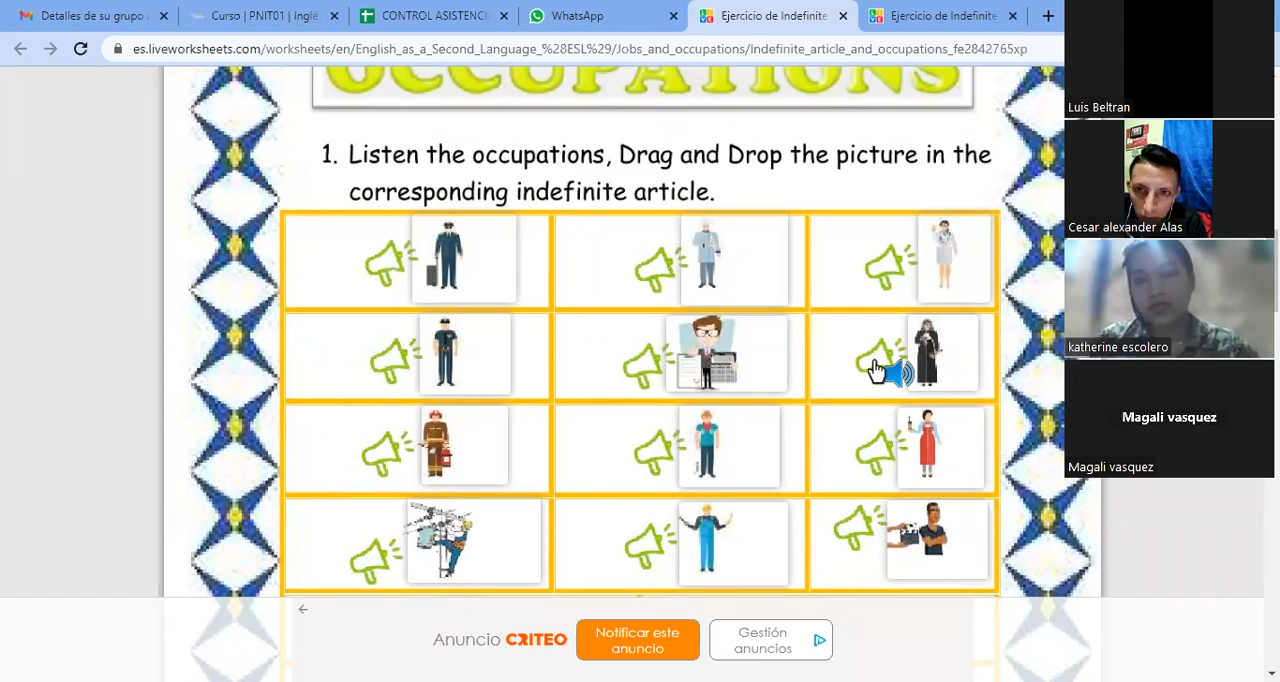 Detalles de su grupo a
Curso | PNIT01 | Inglé
CONTROL ASISTENCIA
WhatsApp
Ejercicio de Indefinite
Ejercicio de Indefinite
es.liveworksheets.com/worksheets/en/English_as_a_Second_Language_%28ESL%29/Jobs_and_occupations/Indefinite_article_and_occupations_fe2842765xp
OCCUPATIONS
1. Listen the occupations, Drag and Drop the picture in the
corresponding indefinite article.
Luis Beltran
Cesar alexander Alas
katherine escolero
Magali vasquez
Magali vasquez
Anuncio CRITEO
Notificar este
anuncio
Gestión
anuncios